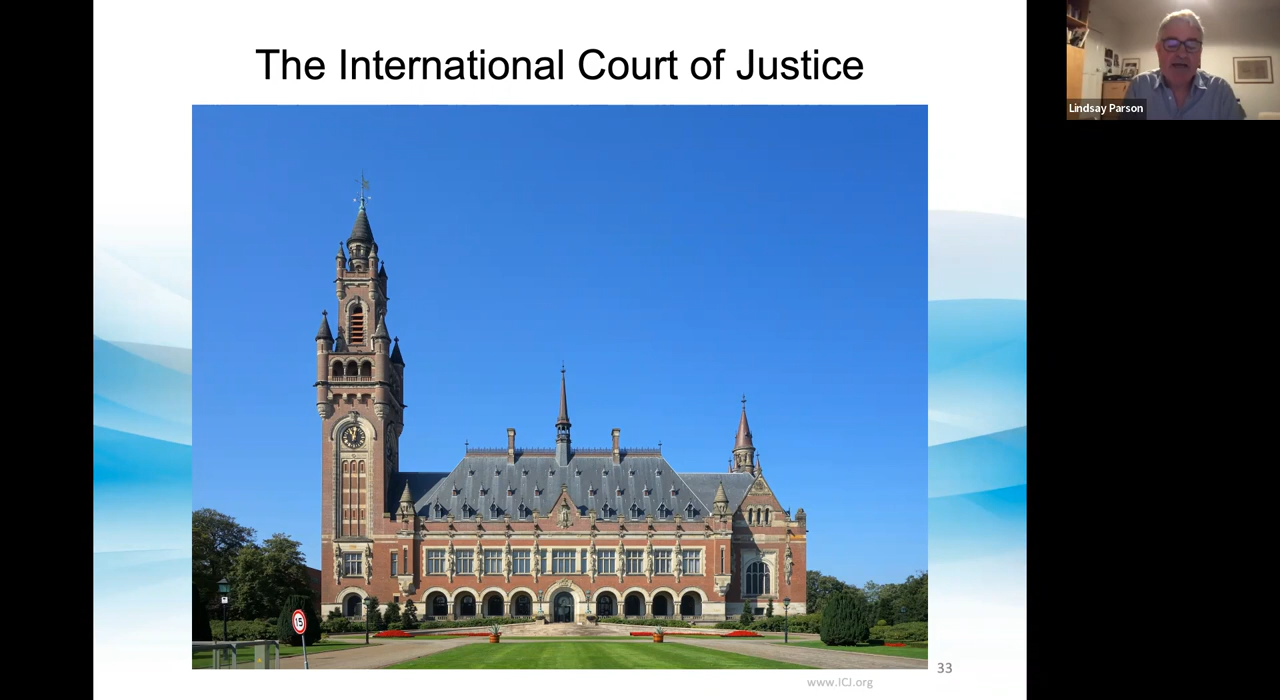 The International Court of Justice
Lindsay Parson
15
33
www.ICJ.org